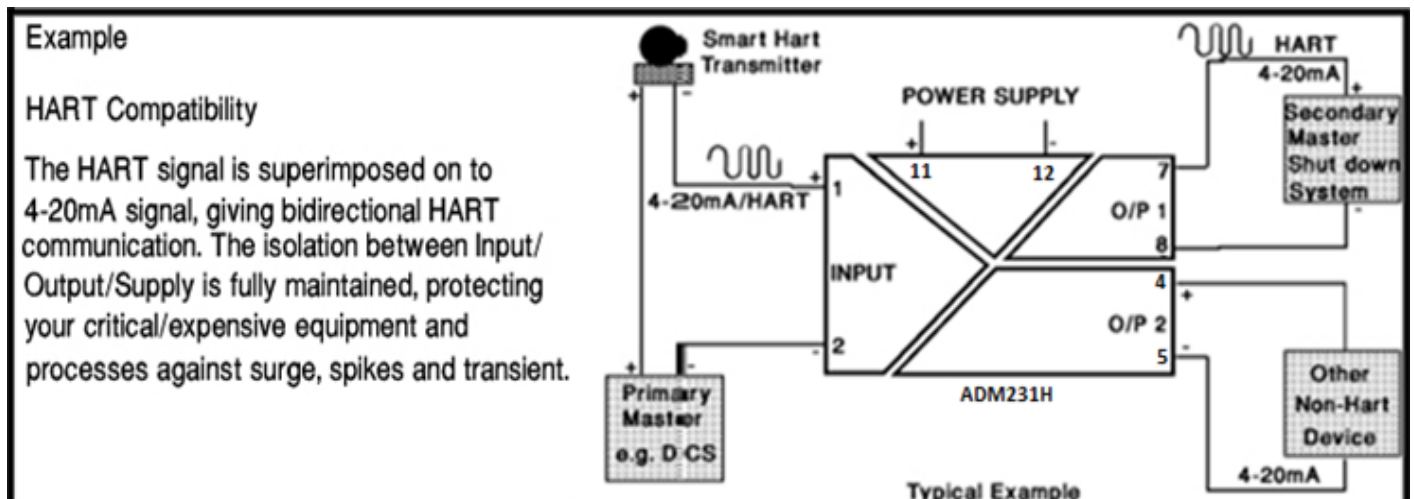 Example
HART Compatibility
The HART signal is superimposed on to
4-20mA signal, giving bidirectional HART
communication. The isolation between Input/
Output/Supply is fully maintained, protecting
your critical/expensive equipment and
processes against surge, spikes and transient.
Smart Hart
Transmitter
+ -
POWER SUPPLY
+ -
11 12
HART
4-20mA
+
Secondary
Master
Shut down
System
-
4-20mA/HART
+
1
INPUT
- 2
7
O/P 1
8
4 +
O/P 2
5 -
ADM231H
+ -
Primary
Master
e.g. DCS
Other
Non-Hart
Device
4-20mA
Typical Example